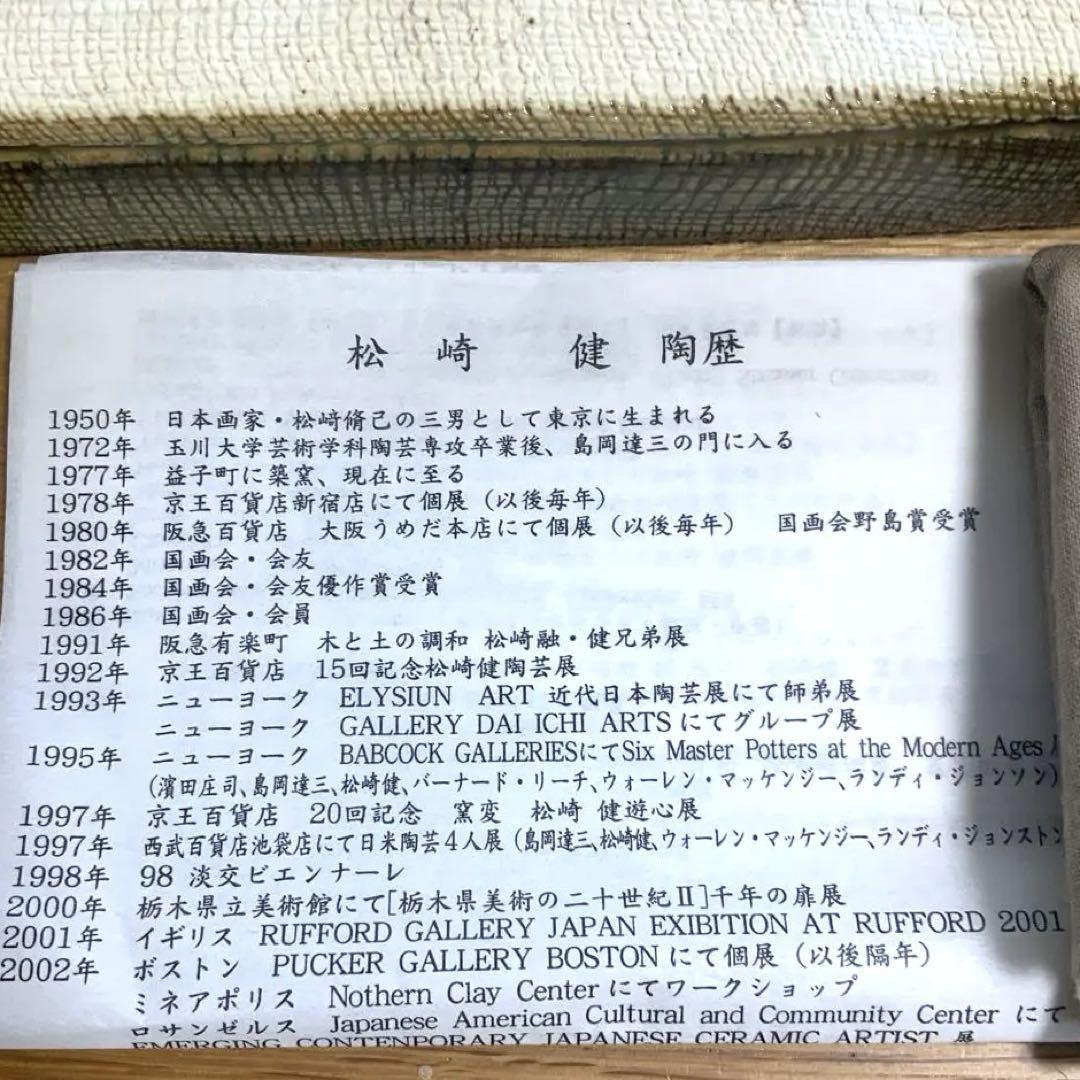 松崎 健 陶歴
1950年 日本画家・松﨑脩己の三男として東京に生まれる
1972年 玉川大学芸術学科陶芸専攻卒業後、島岡達三の門に入る
1977年 益子町に築窯、現在に至る
1978年 京王百貨店新宿店にて個展（以後毎年）
1980年 阪急百貨店 大阪うめだ本店にて個展（以後毎年） 国画会野島賞受賞
1982年 国画会・会友
1984年 国画会・会友優作賞受賞
1986年 国画会・会員
1991年 阪急有楽町 木と土の調和 松崎融・健兄弟展
1992年 京王百貨店 15回記念松崎健陶芸展
1993年 ニューヨーク ELYSIUN ART 近代日本陶芸展にて師弟展
ニューヨーク GALLERY DAI ICHI ARTSにてグループ展
1995年 ニューヨーク BABCOCK GALLERIESにてSix Master Potters at the Modern Ages
（濱田庄司、島岡達三、松崎健、バーナード・リーチ、ウォーレン・マッケンジー、ランディ・ジョンソン）
1997年 京王百貨店 20回記念 窯変 松崎 健遊心展
1997年 西武百貨店池袋店にて日米陶芸4人展（島岡達三、松崎健、ウォーレン・マッケンジー、ランディ・ジョンストン
1998年 98 淡交ビエンナーレ
2000年 栃木県立美術館にて[栃木県美術の二十世紀Ⅱ]千年の扉展
2001年 イギリス RUFFORD GALLERY JAPAN EXIBITION AT RUFFORD 2001
2002年 ボストン PUCKER GALLERY BOSTONにて個展（以後隔年）
ミネアポリス Nothern Clay Centerにてワークショップ
ロサンゼルス Japanese American Cultural and Community Center にて
EMERGING CONTENPORARY JAPANESE CERAMIC ARTIST 展